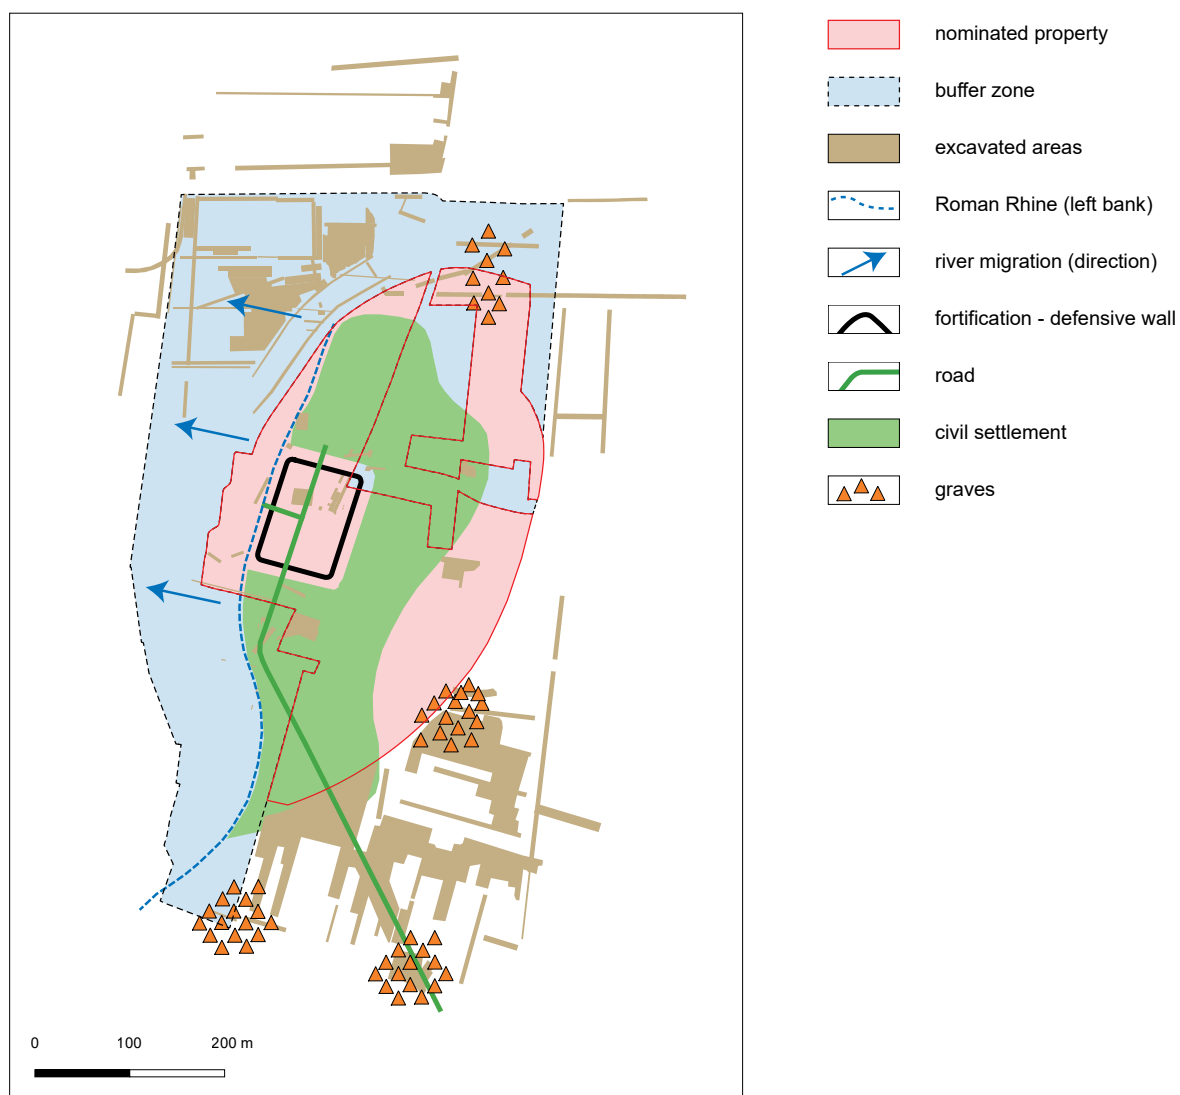 nominated property
buffer zone
excavated areas
Roman Rhine (left bank)
river migration (direction)
fortification - defensive wall
road
civil settlement
graves
0 100 200 m